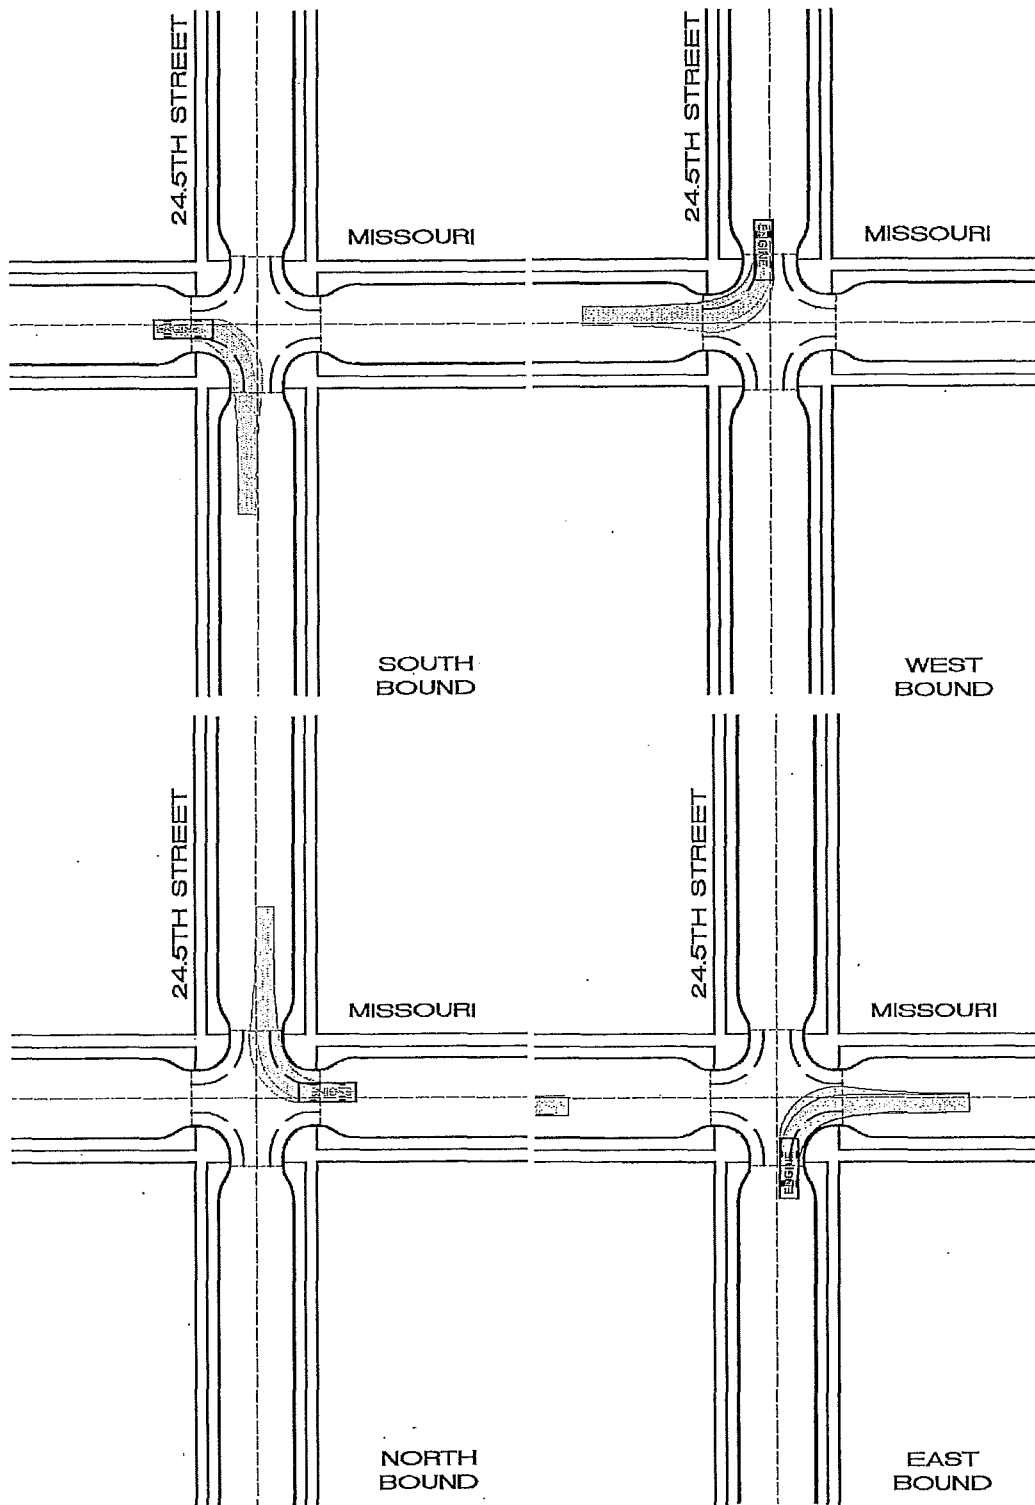 24.5TH STREET
MISSOURI
SOUTH
BOUND
24.5TH STREET
MISSOURI
ENGINE
WEST
BOUND
24.5TH STREET
MISSOURI
NORTH
BOUND
24.5TH STREET
MISSOURI
ENGINE
EAST
BOUND